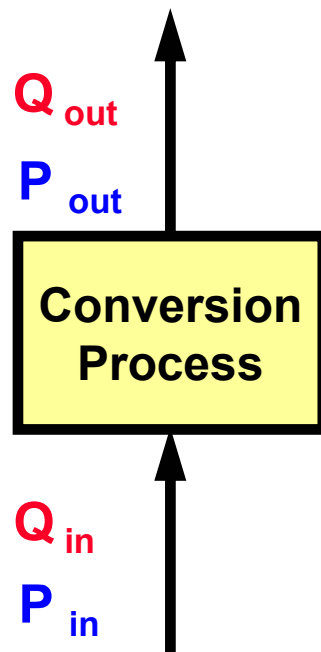 Q out
P out
Conversion
Process
Q in
P in